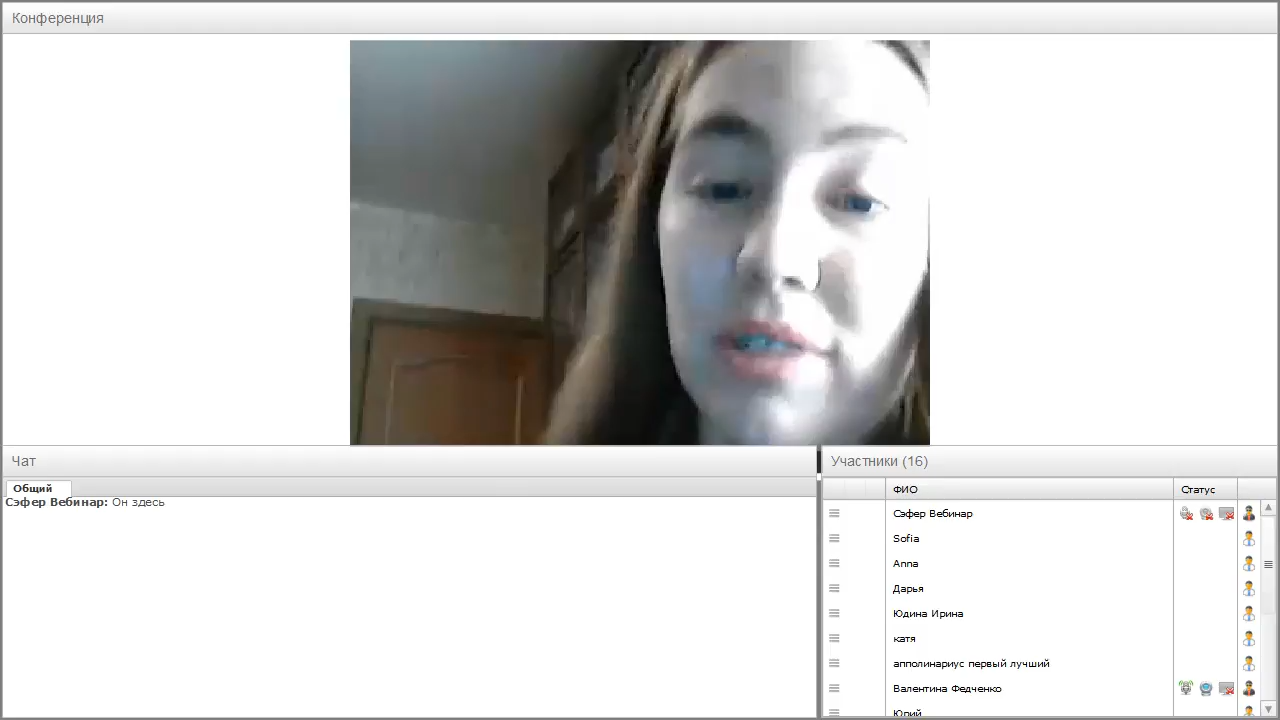 Конференция
Чат
Общий
Сэфер Вебинар: Он здесь
Участники (16)
ФИО Статус
Сэфер Вебинар
Sofia
Anna
Дарья
Юдина Ирина
катя
апполинариус первый лучший
Валентина Федченко
Юрий